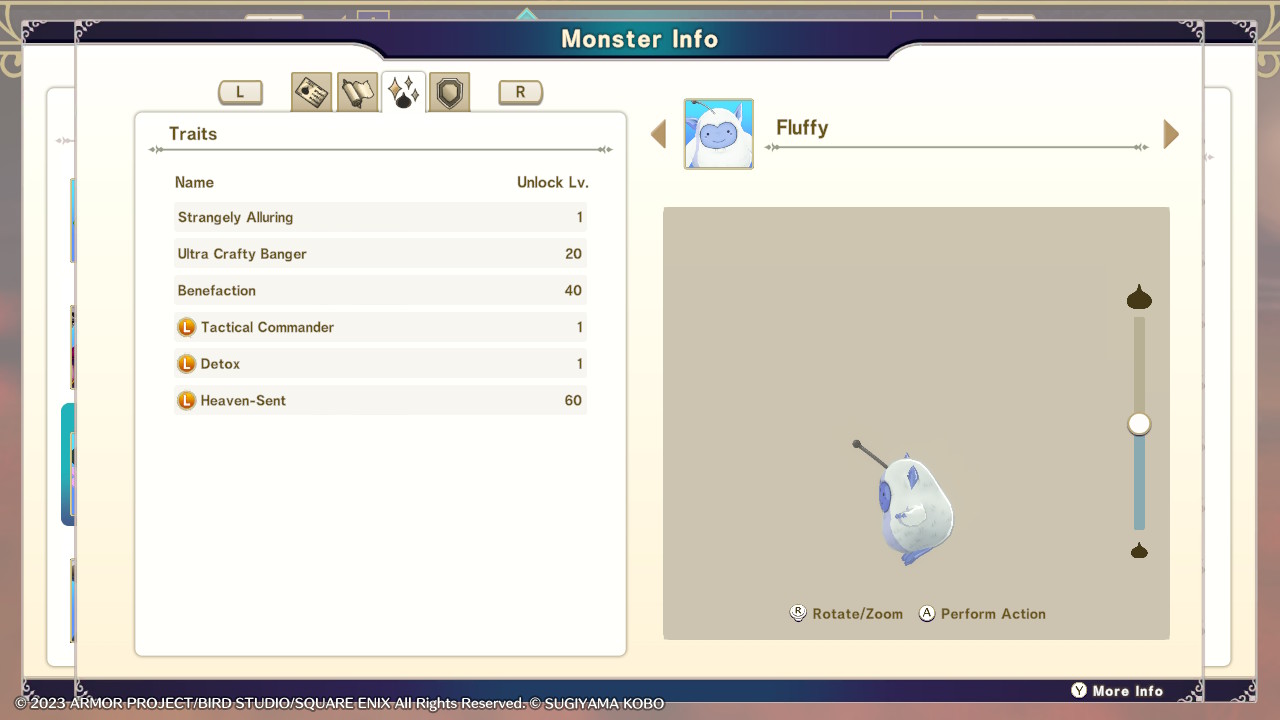 Monster Info
L
R
Traits
Name Unlock Lv.
Strangely Alluring 1
Ultra Crafty Banger 20
Benefaction 40
L Tactical Commander 1
L Detox 1
L Heaven-Sent 60
Fluffy
R Rotate/Zoom A Perform Action
Y More Info
© 2023 ARMOR PROJECT/BIRD STUDIO/SQUARE ENIX All Rights Reserved. © SUGIYAMA KOBO